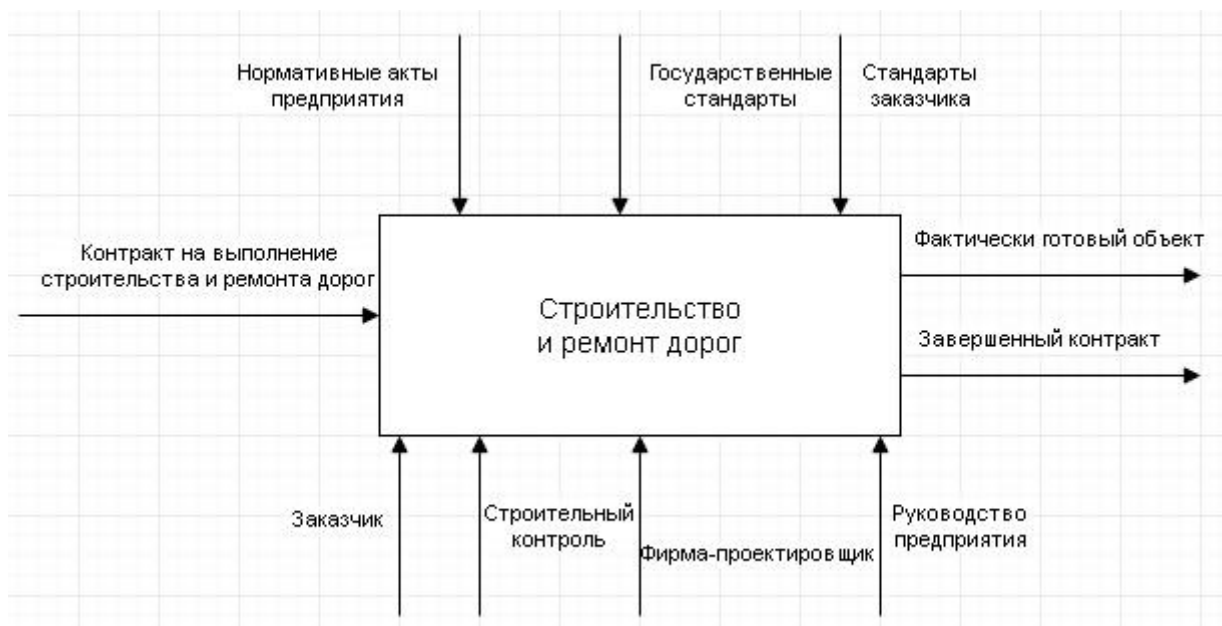 Нормативные акты
предприятия
Государственные
стандарты
Стандарты
заказчика
Контракт на выполнение
строительства и ремонта дорог
Строительство
и ремонт дорог
Фактически готовый объект
Завершенный контракт
Заказчик
Строительный
контроль
Фирма-проектировщик
Руководство
предприятия